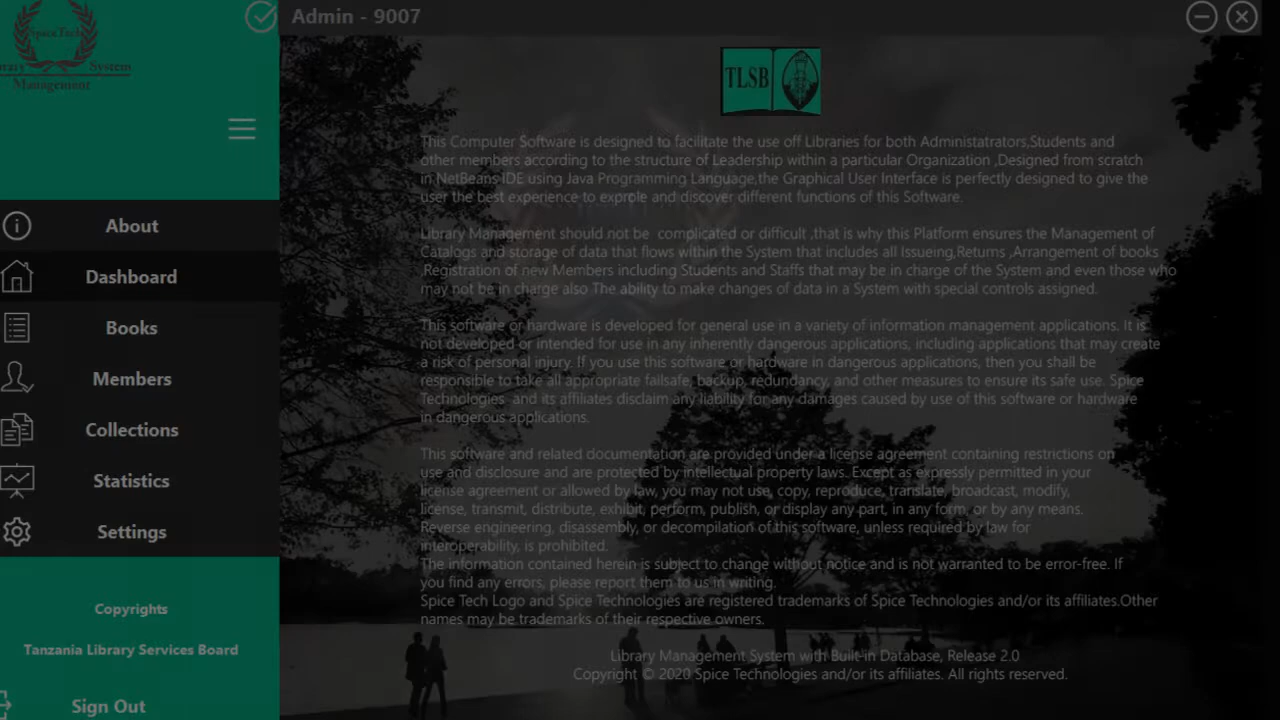 Admin - 9007
SpiceTech
rary System
Management
About
Dashboard
Books
Members
Collections
Statistics
Settings
Copyrights
Tanzania Library Services Board
Sign Out
TLSB
This Computer Software is designed to facilitate the use off Libraries for both Administatrators,Students and
other members according to the structure of Leadership within a particular Organization ,Designed from scratch
in NetBeans IDE using Java Programming Language,the Graphical User Interface is perfectly designed to give the
user the best experience to exprole and discover different functions of this Software.
Library Management should not be complicated or difficult ,that is why this Platform ensures the Management of
Catalogs and storage of data that flows within the System that includes all Issueing,Returns ,Arrangement of books
,Registration of new Members including Students and Staffs that may be in charge of the System and even those who
may not be in charge also The ability to make changes of data in a System with special controls assigned.
This software or hardware is developed for general use in a variety of information management applications. It is
not developed or intended for use in any inherently dangerous applications, including applications that may create
a risk of personal injury. If you use this software or hardware in dangerous applications, then you shall be
responsible to take all appropriate failsafe, backup, redundancy, and other measures to ensure its safe use. Spice
Technologies and its affiliates disclaim any liability for any damages caused by use of this software or hardware
in dangerous applications.
This software and related documentation are provided under a license agreement containing restrictions on
use and disclosure and are protected by intellectual property laws. Except as expressly permitted in your
license agreement or allowed by law, you may not use, copy, reproduce, translate, broadcast, modify,
license, transmit, distribute, exhibit, perform, publish, or display any part, in any form, or by any means.
Reverse engineering, disassembly, or decompilation of this software, unless required by law for
interoperability, is prohibited.
The information contained herein is subject to change without notice and is not warranted to be error-free. If
you find any errors, please report them to us in writing.
Spice Tech Logo and Spice Technologies are registered trademarks of Spice Technologies and/or its affiliates.Other
names may be trademarks of their respective owners.
Library Management System with Built-in Database, Release 2.0
Copyright © 2020 Spice Technologies and/or its affiliates. All rights reserved.